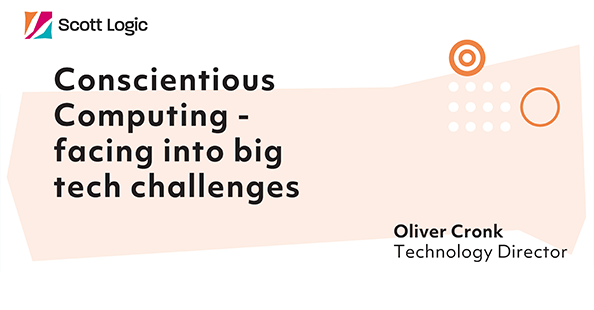 Scott Logic
Conscientious
Computing -
facing into big
tech challenges
Oliver Cronk
Technology Director